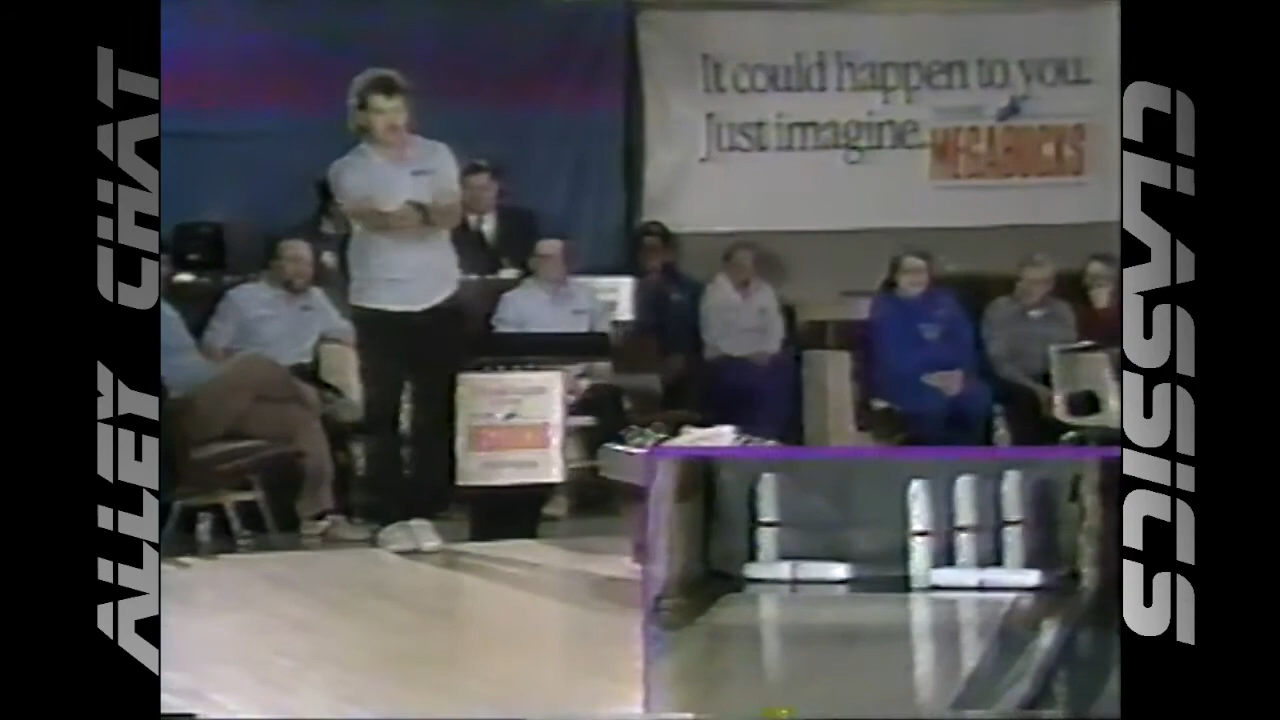 ALLEY CHAT
It could happen to you.
Just imagine.
MEGABUCKS
CLASSICS